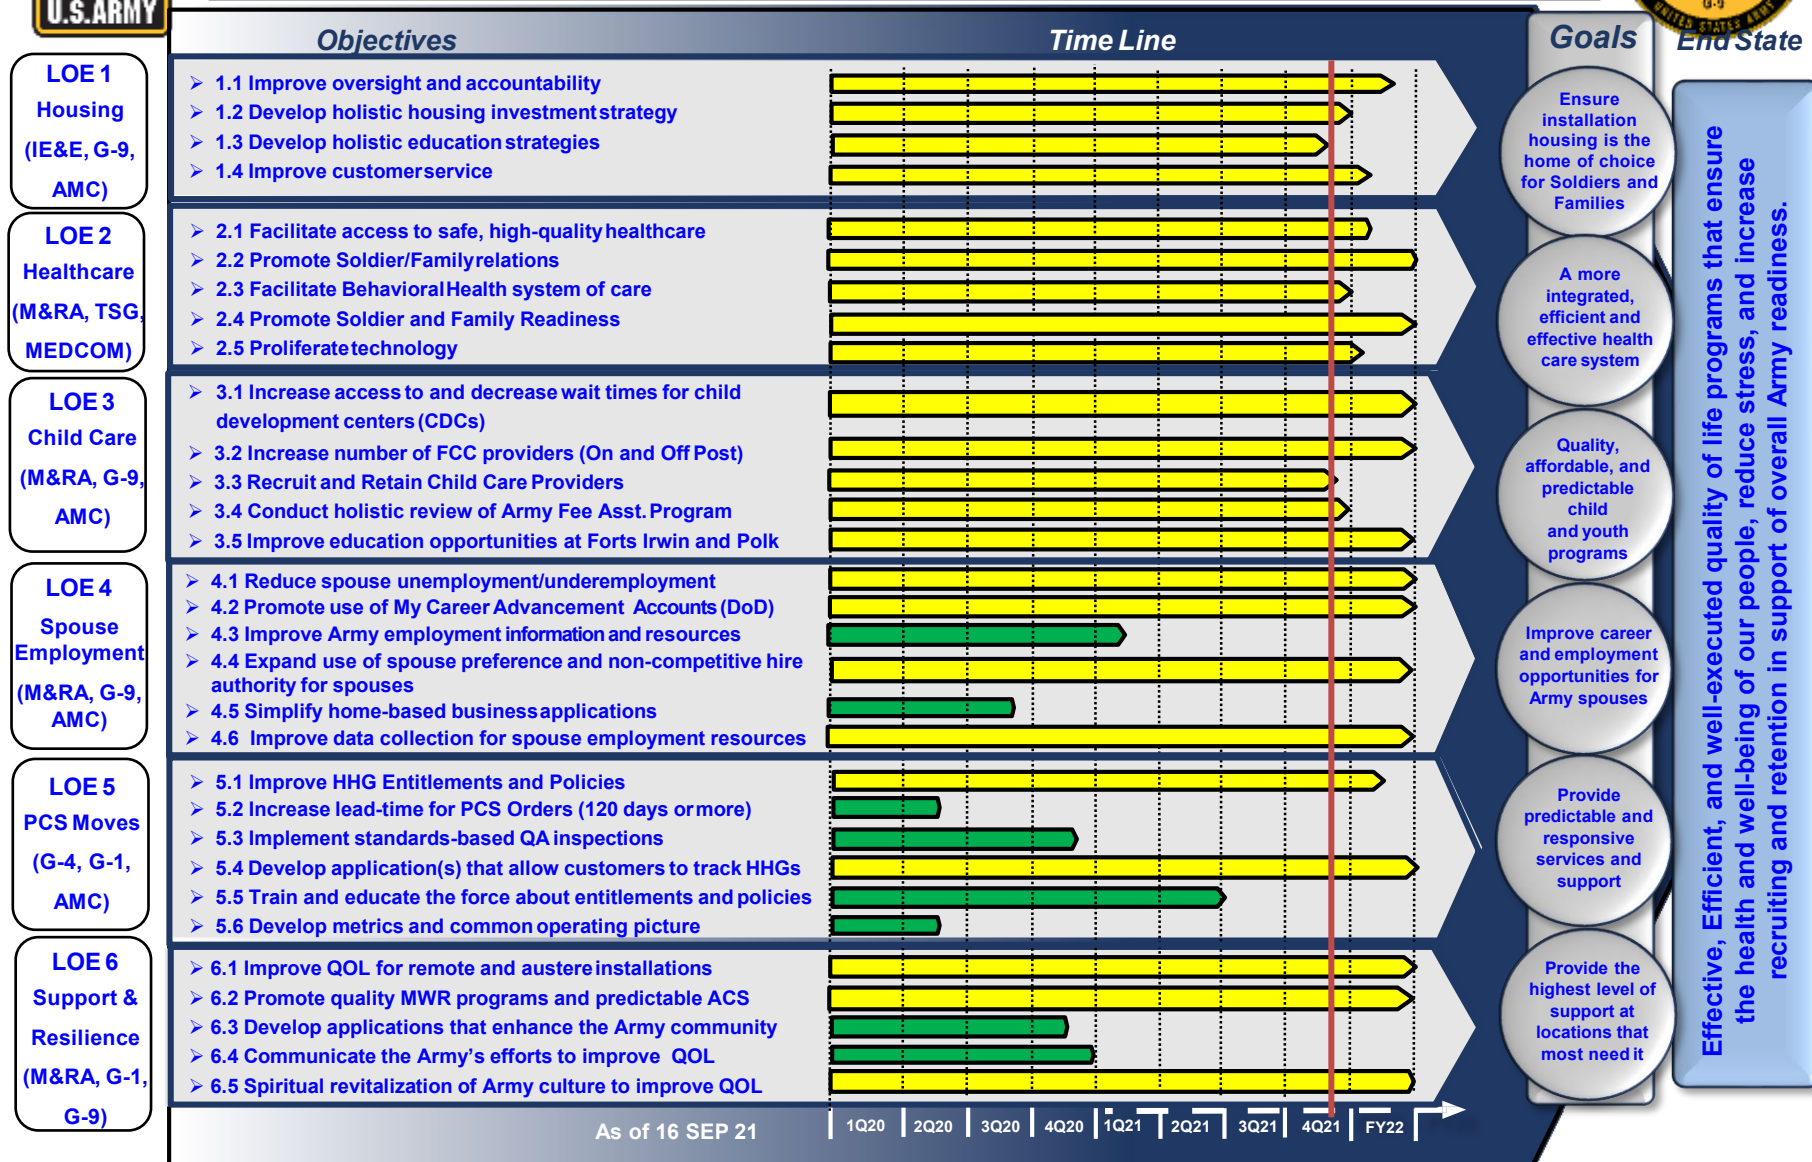 U.S.ARMY
G-9
UNITED STATES ARMY
Objectives
Time Line
Goals
End State
LOE 1
Housing
(IE&E, G-9,
AMC)
➢ 1.1 Improve oversight and accountability
➢ 1.2 Develop holistic housing investment strategy
➢ 1.3 Develop holistic education strategies
➢ 1.4 Improve customer service
Ensure
installation
housing is the
home of choice
for Soldiers and
Families
LOE 2
Healthcare
(M&RA, TSG,
MEDCOM)
➢ 2.1 Facilitate access to safe, high-quality healthcare
➢ 2.2 Promote Soldier/Family relations
➢ 2.3 Facilitate Behavioral Health system of care
➢ 2.4 Promote Soldier and Family Readiness
➢ 2.5 Proliferate technology
A more
integrated,
efficient and
effective health
care system
LOE 3
Child Care
(M&RA, G-9,
AMC)
➢ 3.1 Increase access to and decrease wait times for child
development centers (CDCs)
➢ 3.2 Increase number of FCC providers (On and Off Post)
➢ 3.3 Recruit and Retain Child Care Providers
➢ 3.4 Conduct holistic review of Army Fee Asst. Program
➢ 3.5 Improve education opportunities at Forts Irwin and Polk
Quality,
affordable, and
predictable
child
and youth
programs
LOE 4
Spouse
Employment
(M&RA, G-9,
AMC)
➢ 4.1 Reduce spouse unemployment/underemployment
➢ 4.2 Promote use of My Career Advancement Accounts (DoD)
➢ 4.3 Improve Army employment information and resources
➢ 4.4 Expand use of spouse preference and non-competitive hire
authority for spouses
➢ 4.5 Simplify home-based business applications
➢ 4.6 Improve data collection for spouse employment resources
Improve career
and employment
opportunities for
Army spouses
LOE 5
PCS Moves
(G-4, G-1,
AMC)
➢ 5.1 Improve HHG Entitlements and Policies
➢ 5.2 Increase lead-time for PCS Orders (120 days or more)
➢ 5.3 Implement standards-based QA inspections
➢ 5.4 Develop application(s) that allow customers to track HHGs
➢ 5.5 Train and educate the force about entitlements and policies
➢ 5.6 Develop metrics and common operating picture
Provide
predictable and
responsive
services and
support
LOE 6
Support &
Resilience
(M&RA, G-1,
G-9)
➢ 6.1 Improve QOL for remote and austere installations
➢ 6.2 Promote quality MWR programs and predictable ACS
➢ 6.3 Develop applications that enhance the Army community
➢ 6.4 Communicate the Army's efforts to improve QOL
➢ 6.5 Spiritual revitalization of Army culture to improve QOL
Provide the
highest level of
support at
locations that
most need it
Effective, Efficient, and well-executed quality of life programs that ensure
the health and well-being of our people, reduce stress, and increase
recruiting and retention in support of overall Army readiness.
As of 16 SEP 21
1Q20 2Q20 3Q20 4Q20 1Q21 2Q21 3Q21 4Q21 FY22